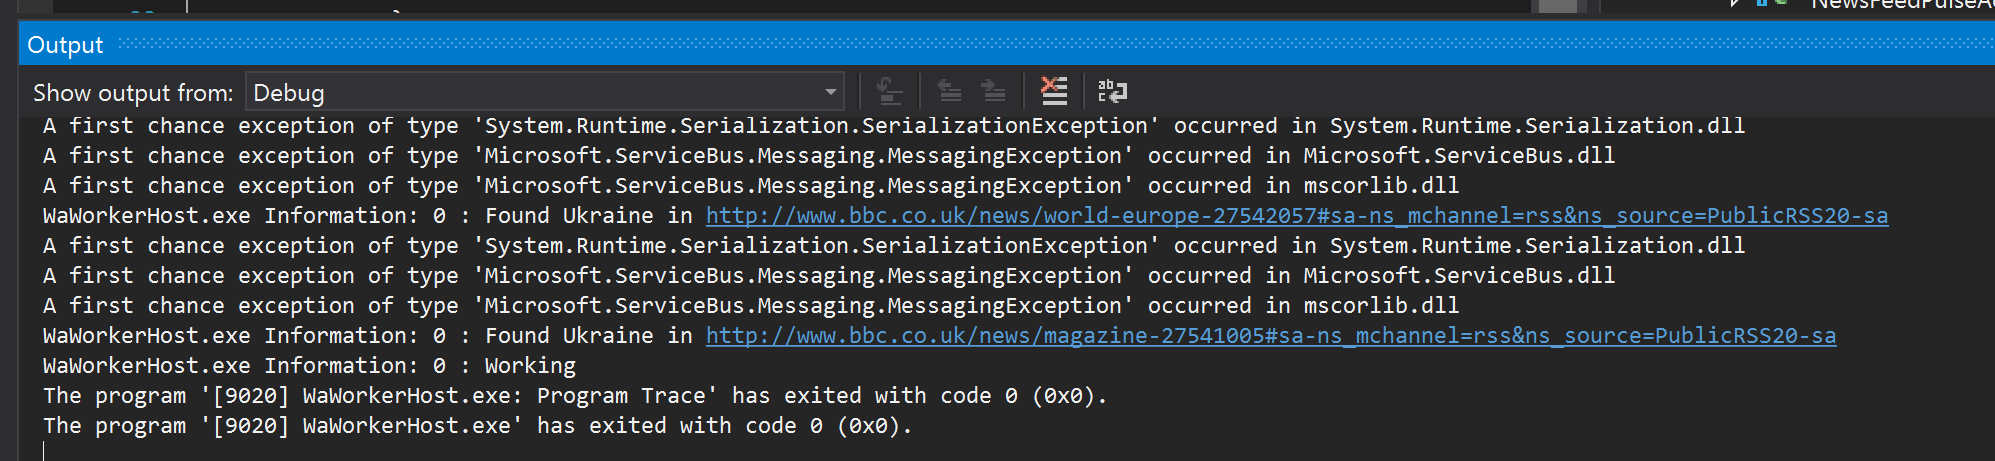 NewsFeedPulseA
Output
Show output from: Debug
A first chance exception of type 'System.Runtime.Serialization.SerializationException' occurred in System.Runtime.Serialization.dll
A first chance exception of type 'Microsoft.ServiceBus.Messaging.MessagingException' occurred in Microsoft.ServiceBus.dll
A first chance exception of type 'Microsoft.ServiceBus.Messaging.MessagingException' occurred in mscorlib.dll
WaWorkerHost.exe Information: 0 : Found Ukraine in http://www.bbc.co.uk/news/world-europe-27542057#sa-ns_mchannel=rss&ns_source=PublicRSS20-sa
A first chance exception of type 'System.Runtime.Serialization.SerializationException' occurred in System.Runtime.Serialization.dll
A first chance exception of type 'Microsoft.ServiceBus.Messaging.MessagingException' occurred in Microsoft.ServiceBus.dll
A first chance exception of type 'Microsoft.ServiceBus.Messaging.MessagingException' occurred in mscorlib.dll
WaWorkerHost.exe Information: 0 : Found Ukraine in http://www.bbc.co.uk/news/magazine-27541005#sa-ns_mchannel=rss&ns_source=PublicRSS20-sa
WaWorkerHost.exe Information: 0 : Working
The program '[9020] WaWorkerHost.exe: Program Trace' has exited with code 0 (0x0).
The program '[9020] WaWorkerHost.exe' has exited with code 0 (0x0).